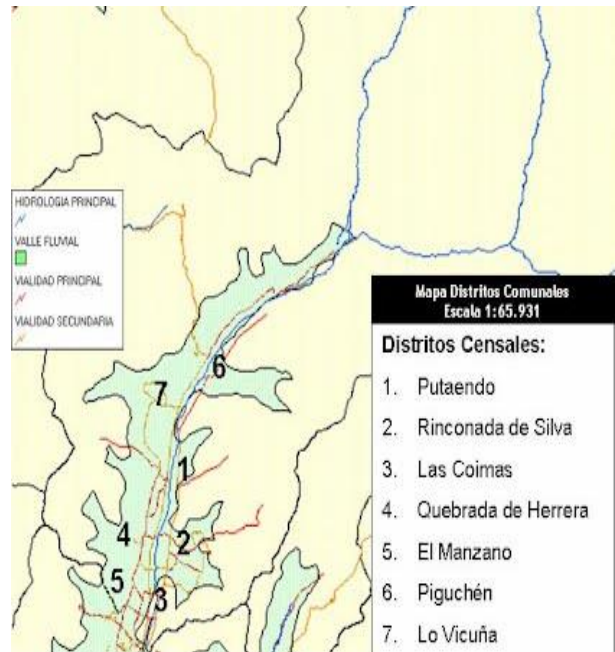 HIDROLOGIA PRINCIPAL
VALLE FLUVIAL
VIALIDAD PRINCIPAL
VIALIDAD SECUNDARIA
6
7
1
4
2
5
3
Mapa Distritos Comunales
Escala 1:65.931
Distritos Censales:
1. Putaendo
2. Rinconada de Silva
3. Las Coimas
4. Quebrada de Herrera
5. El Manzano
6. Piguchén
7. Lo Vicuña